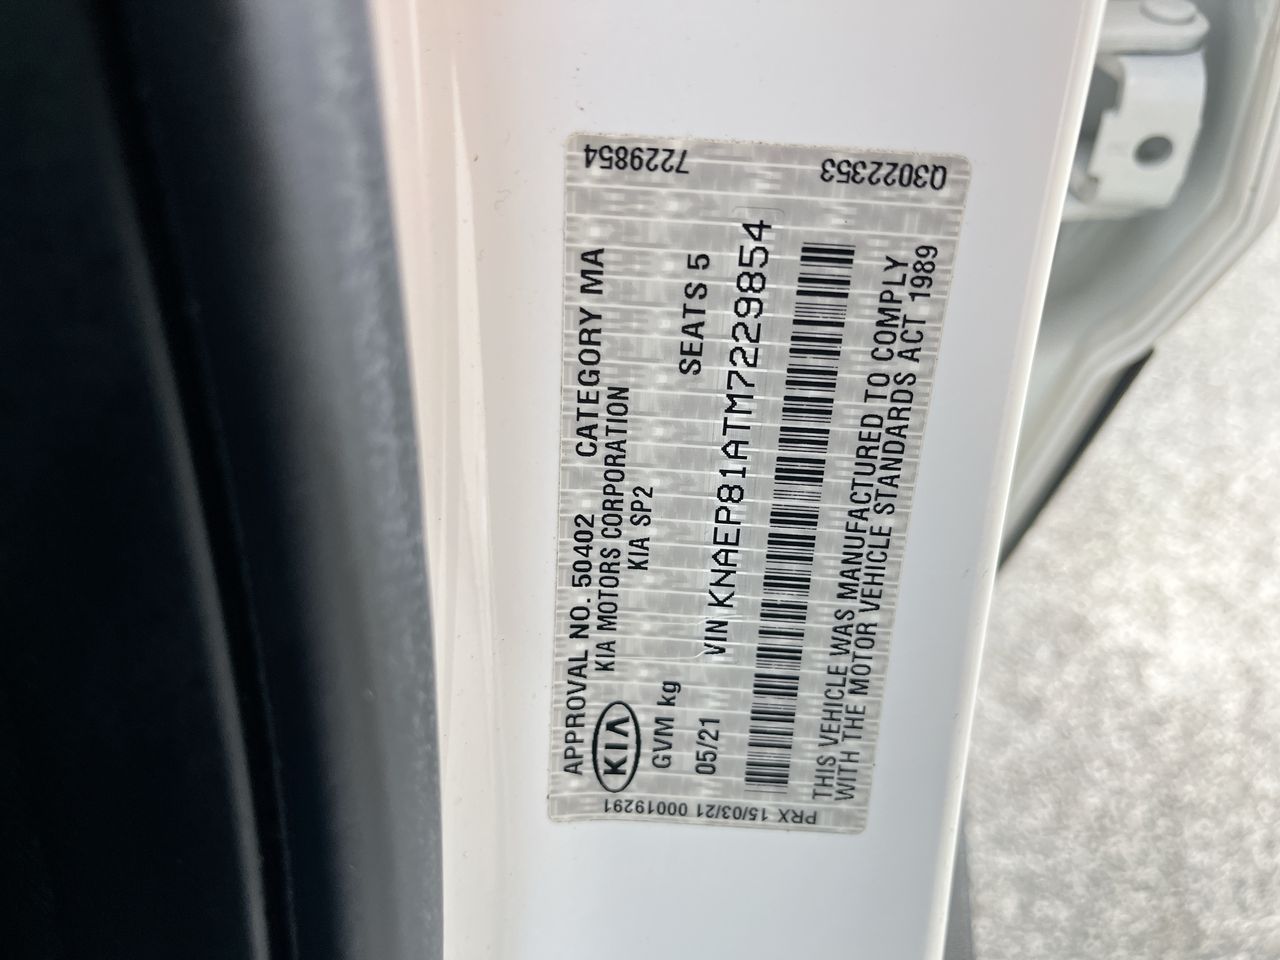 APPROVAL NO. 50402 CATEGORY MA
KIA
KIA MOTORS CORPORATION
KIA SP2
GVM kg SEATS 5
05/21
VIN KNAEP81ATM7229854
THIS VEHICLE WAS MANUFACTURED TO COMPLY
WITH THE MOTOR VEHICLE STANDARDS ACT 1989
7229854
Q3022353
PRX 15/03/21 00019291